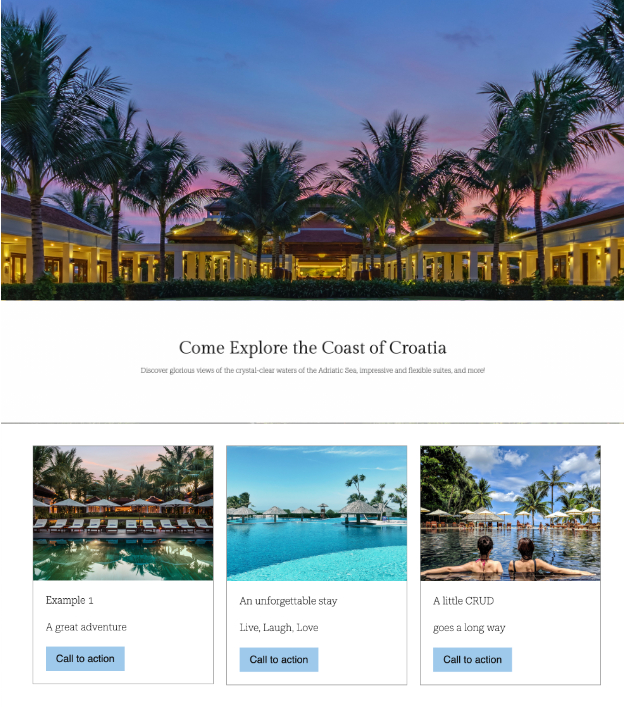 Come Explore the Coast of Croatia
Discover glorious views of the crystal-clear waters of the Adriatic Sea, impressive and flexible suites, and more!
Example 1
A great adventure
Call to action
An unforgettable stay
Live, Laugh, Love
Call to action
A little CRUD
goes a long way
Call to action